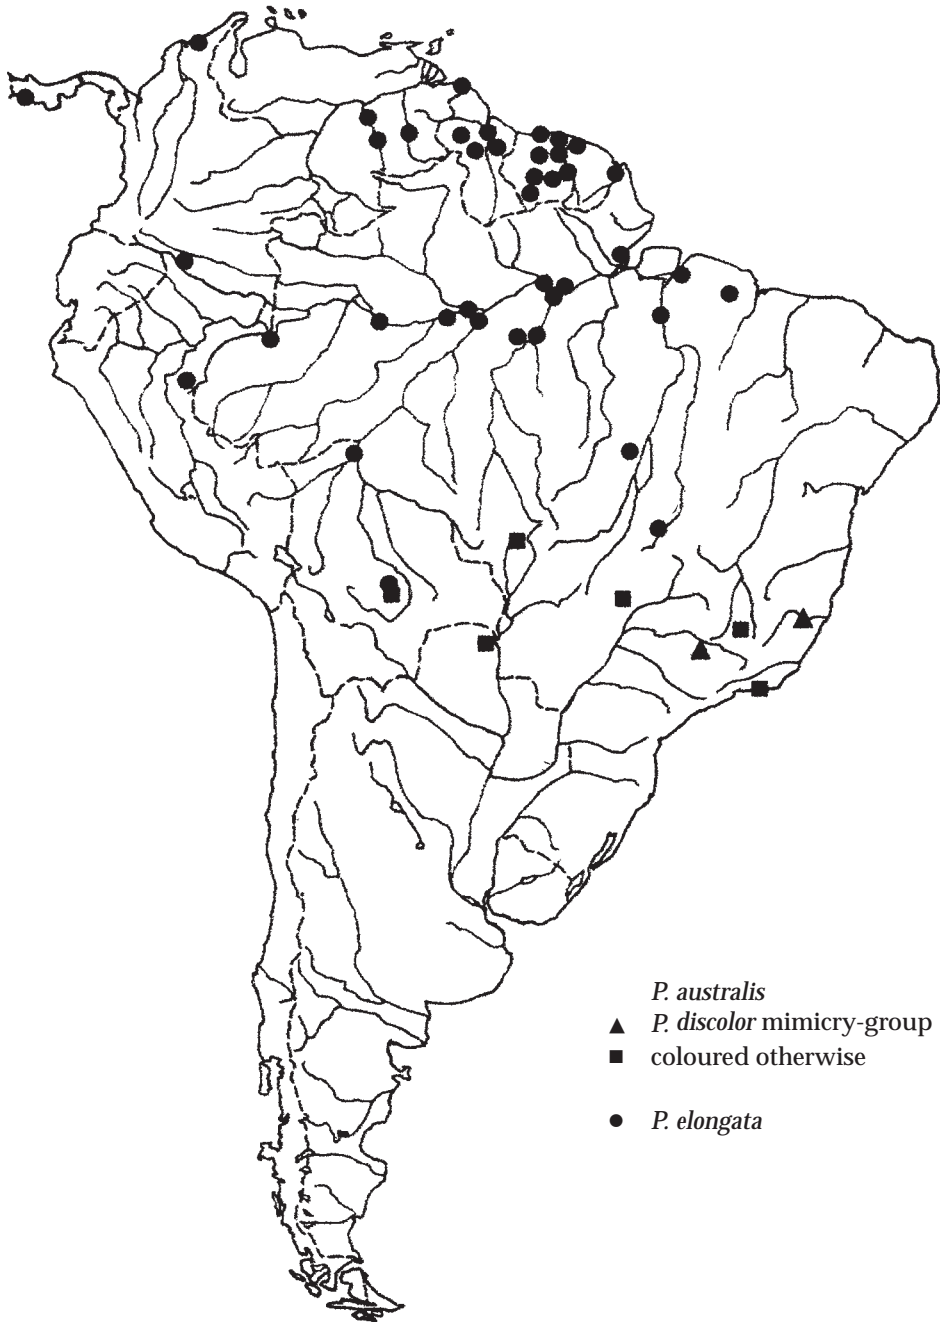 P. australis
▲ P. discolor mimicry-group
■ coloured otherwise
● P. elongata